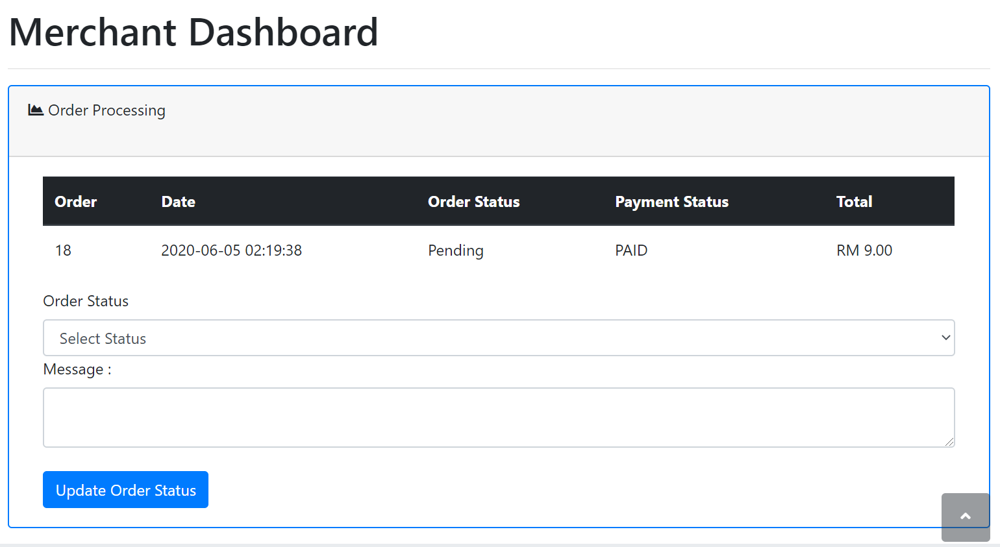 Merchant Dashboard
Order Processing
Order Date Order Status Payment Status Total
18 2020-06-05 02:19:38 Pending PAID RM 9.00
Order Status
Select Status
Message :
Update Order Status